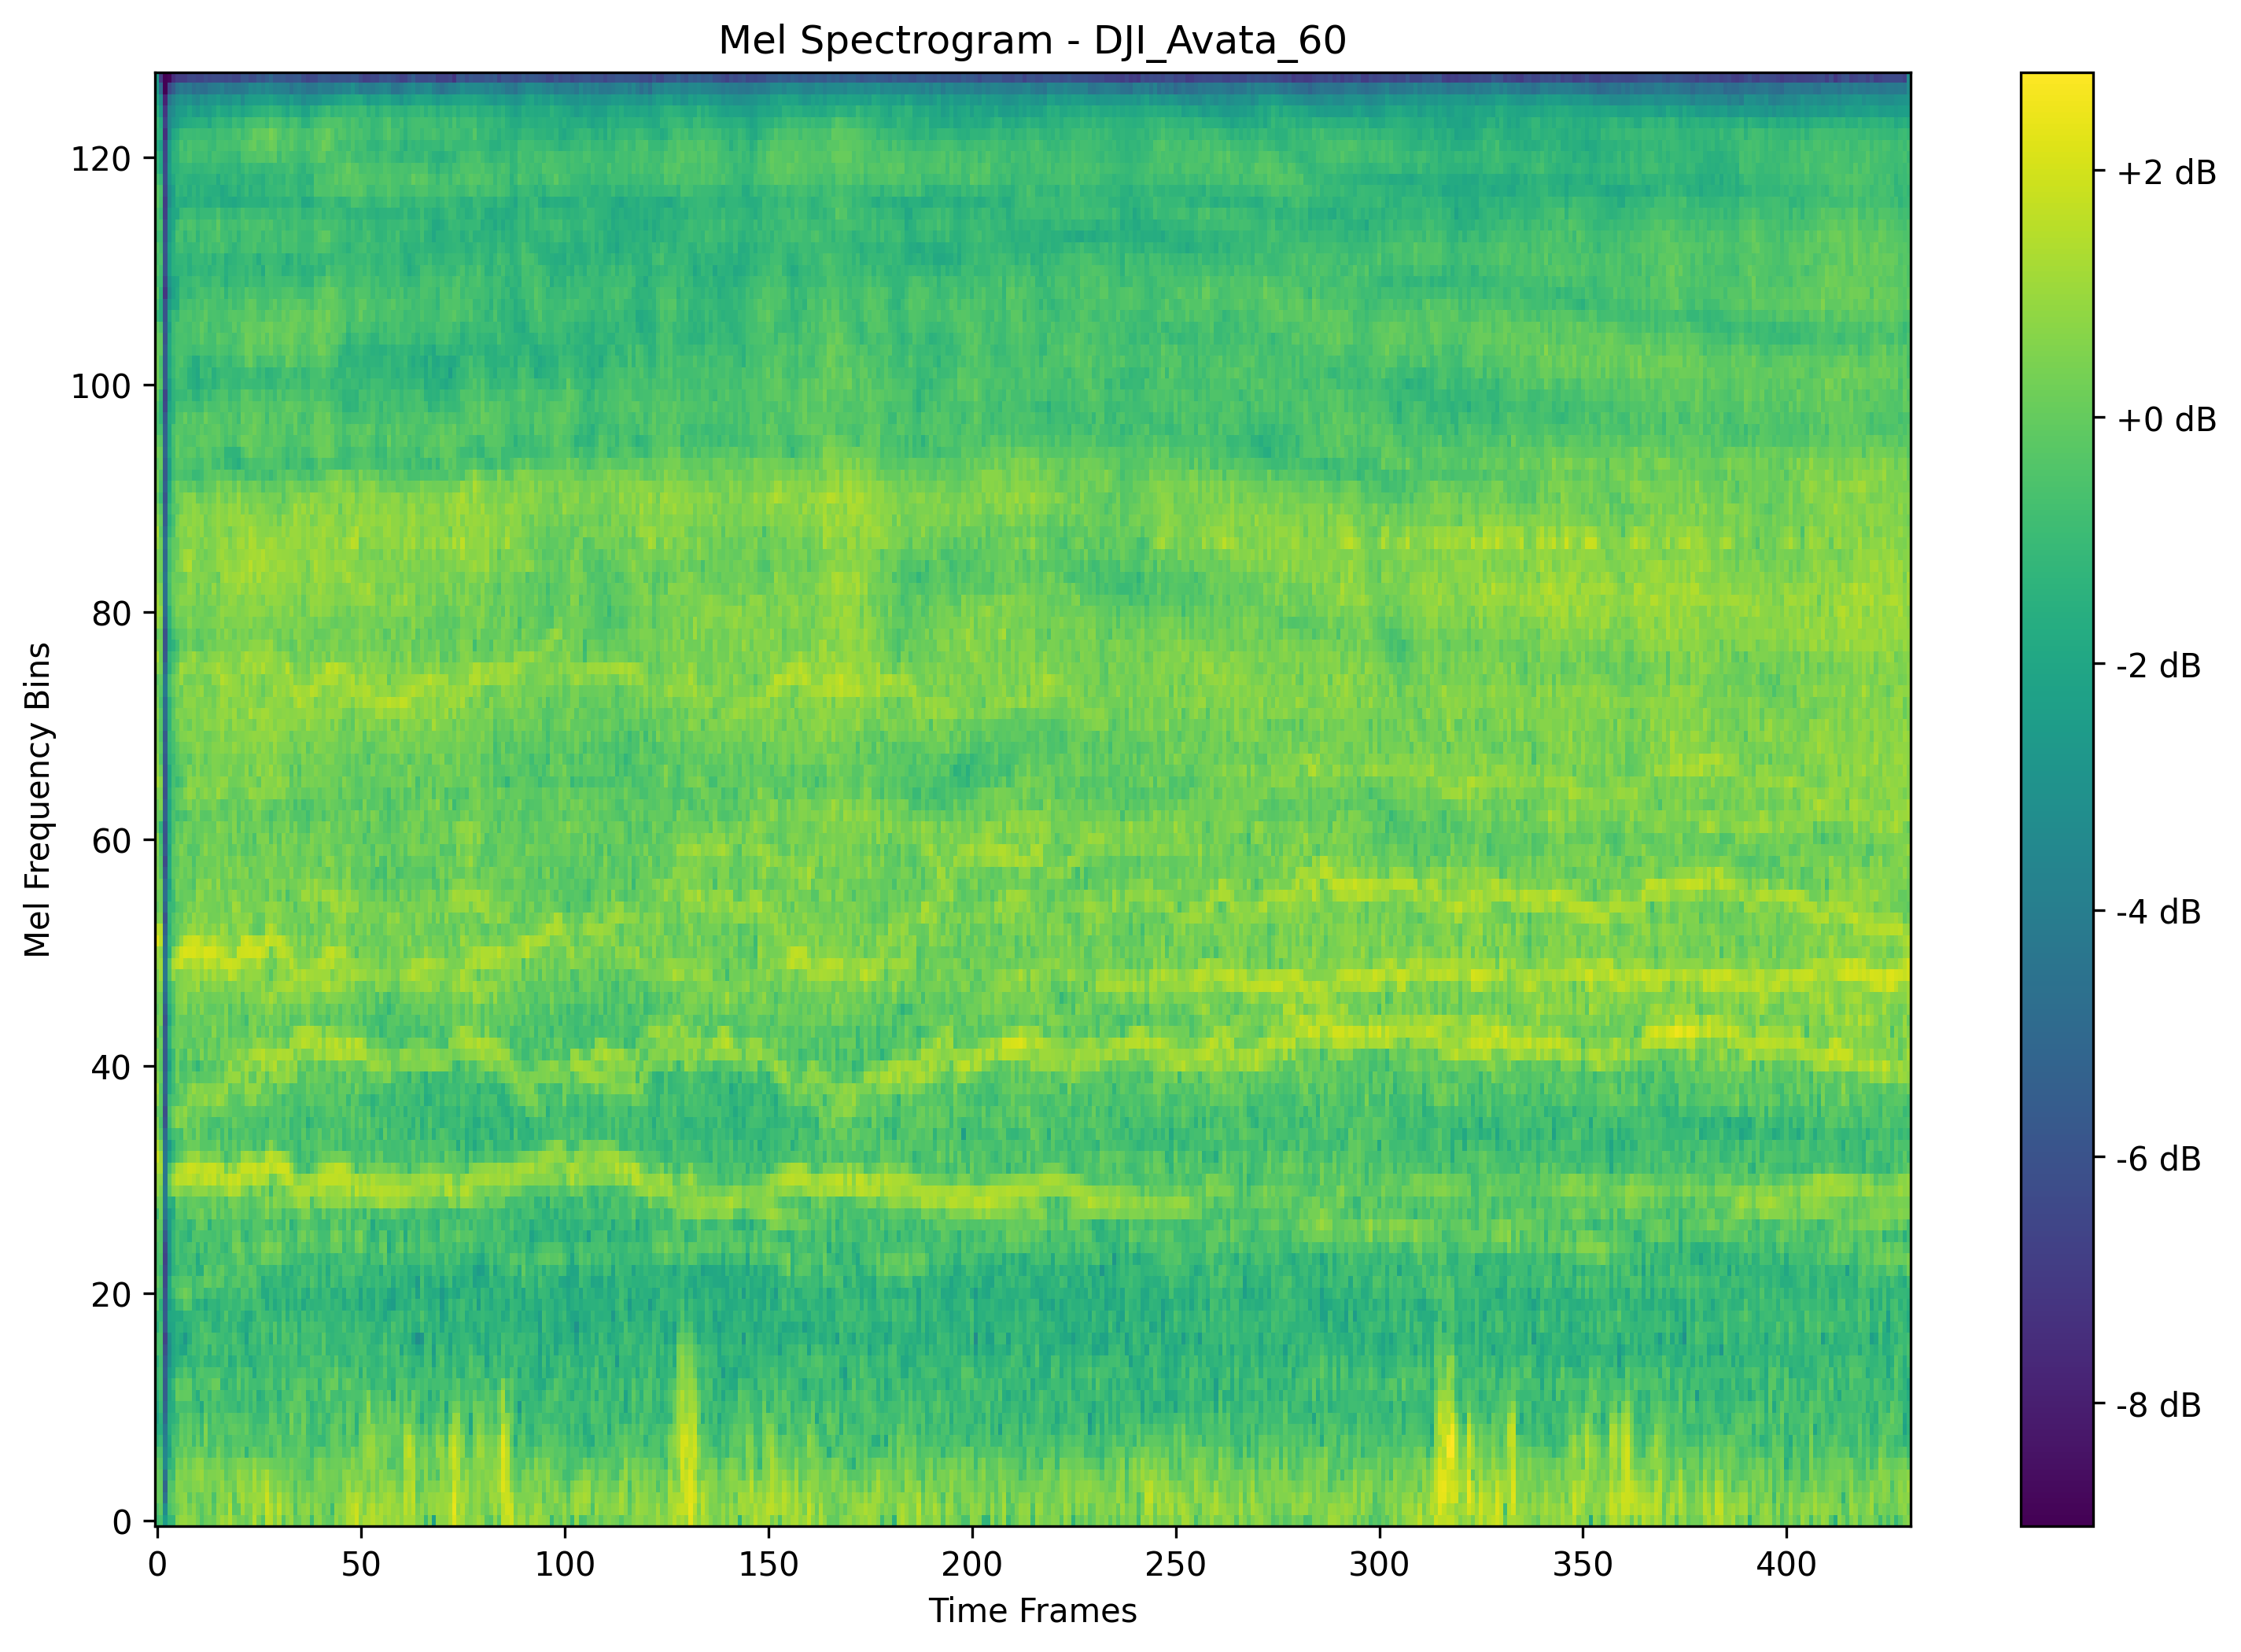 Mel Spectrogram - DJI_Avata_60
Mel Frequency Bins
120
100
80
60
40
20
0
0 50 100 150 200 250 300 350 400
Time Frames
+2 dB
+0 dB
-2 dB
-4 dB
-6 dB
-8 dB